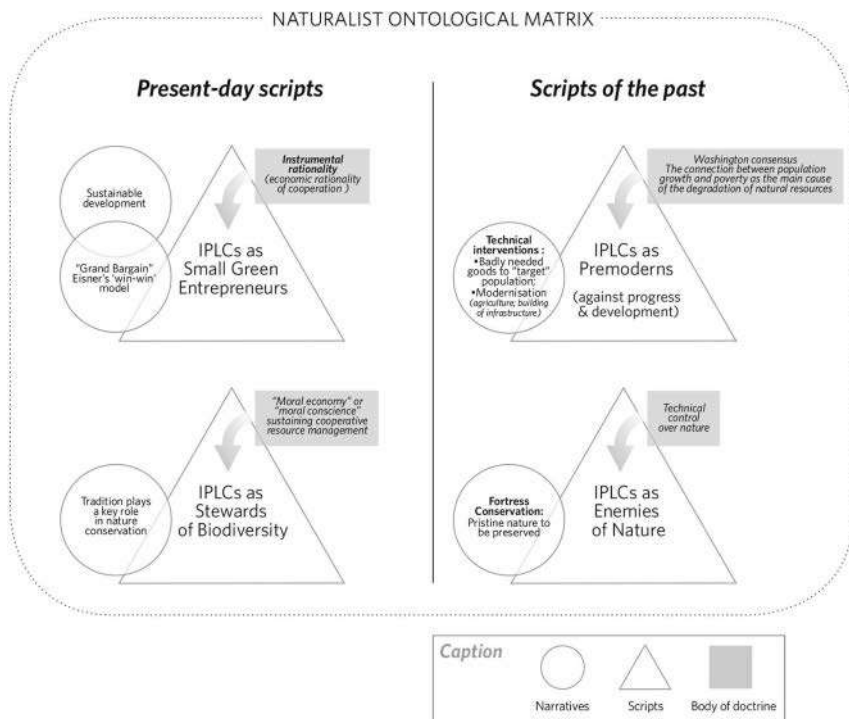 NATURALIST ONTOLOGICAL MATRIX
Present-day scripts
Sustainable
development
"Grand Bargain"
Eisner's 'win-win'
model
Instrumental
rationality
(economic rationality
of cooperation )
IPLCs as
Small Green
Entrepreneurs
"Moral economy" or
"moral conscience"
sustaining cooperative
resource management
Tradition plays
a key role
in nature
conservation
IPLCs as
Stewards
of Biodiversity
Scripts of the past
Washington consensus
The connection between population
growth and poverty as the main cause
of the degradation of natural resources
Technical
interventions :
•Badly needed
goods to "target"
population;
•Modernisation
(agriculture; building
of infrastructure)
IPLCs as
Premoderns
(against progress
& development)
Technical
control
over nature
Fortress
Conservation:
Pristine nature to
be preserved
IPLCs as
Enemies
of Nature
Caption
Narratives
Scripts
Body of doctrine